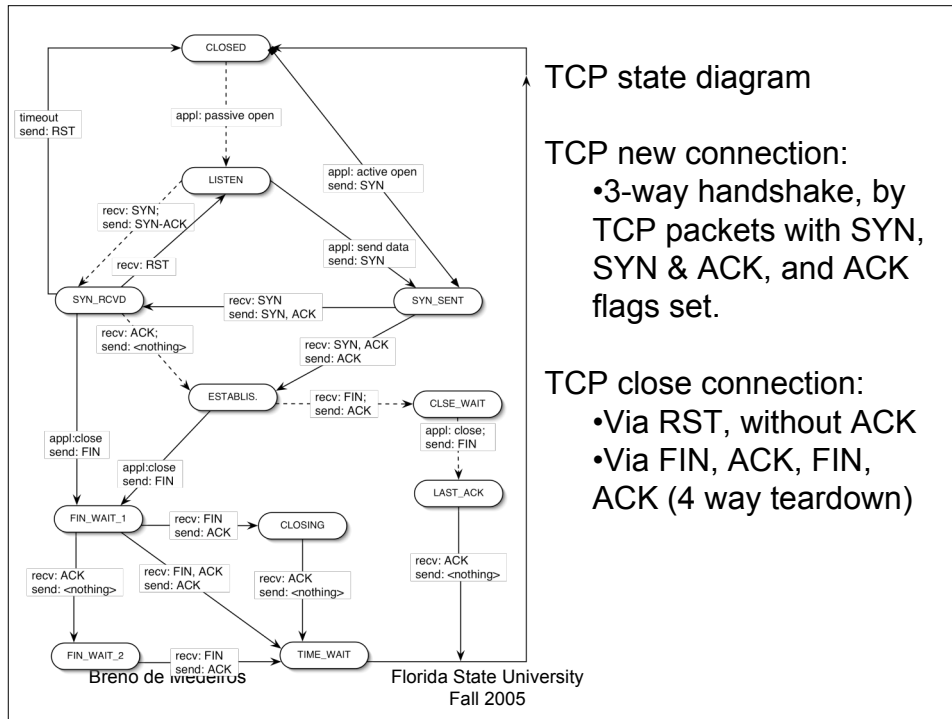 CLOSED
timeout
send: RST
appl: passive open
LISTEN
appl: active open
send: SYN
recv: SYN;
send: SYN-ACK
appl: send data
send: SYN
recv: RST
SYN_RCVD
recv: SYN
send: SYN, ACK
SYN_SENT
recv: ACK;
send: <nothing>
recv: SYN, ACK
send: ACK
ESTABLIS.
recv: FIN;
send: ACK
CLSE_WAIT
appl:close
send: FIN
appl:close
send: FIN
appl: close;
send: FIN
LAST_ACK
FIN_WAIT_1
recv: FIN
send: ACK
CLOSING
recv: ACK
send: <nothing>
recv: FIN, ACK
send: ACK
recv: ACK
send: <nothing>
recv: ACK
send: <nothing>
FIN_WAIT_2
recv: FIN
send: ACK
TIME_WAIT
TCP state diagram
TCP new connection:
•3-way handshake, by
TCP packets with SYN,
SYN & ACK, and ACK
flags set.
TCP close connection:
•Via RST, without ACK
•Via FIN, ACK, FIN,
ACK (4 way teardown)
Breno de Medeiros
Florida State University
Fall 2005